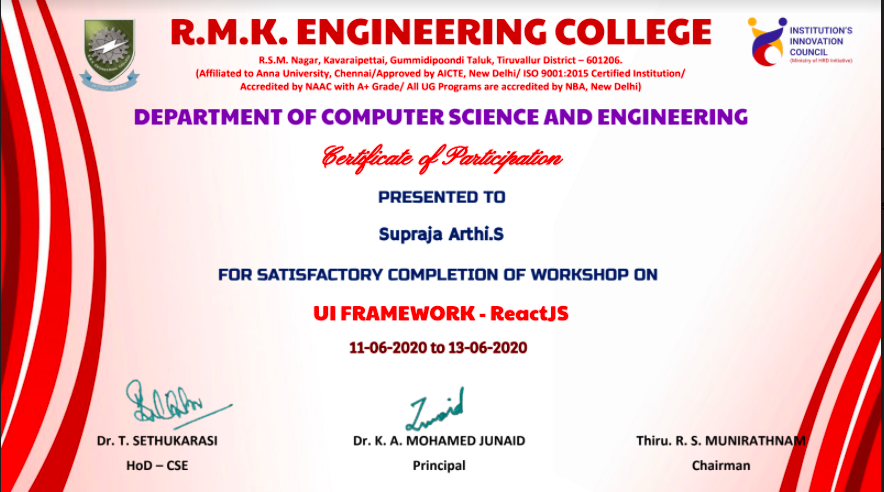 R.M.K. ENGINEERING COLLEGE
R.S.M. Nagar, Kavaraipettai, Gummidipoondi Taluk, Tiruvallur District – 601206.
(Affiliated to Anna University, Chennai/Approved by AICTE, New Delhi/ ISO 9001:2015 Certified Institution/
Accredited by NAAC with A+ Grade/ All UG Programs are accredited by NBA, New Delhi)
INSTITUTION'S
INNOVATION
COUNCIL
(Ministry of HRD Initiative)
DEPARTMENT OF COMPUTER SCIENCE AND ENGINEERING
Certificate of Participation
PRESENTED TO
Supraja Arthi.S
FOR SATISFACTORY COMPLETION OF WORKSHOP ON
UI FRAMEWORK - ReactJS
11-06-2020 to 13-06-2020
Junaid
Dr. T. SETHUKARASI
Dr. K. A. MOHAMED JUNAID
Thiru. R. S. MUNIRATHNAM
HoD – CSE
Principal
Chairman